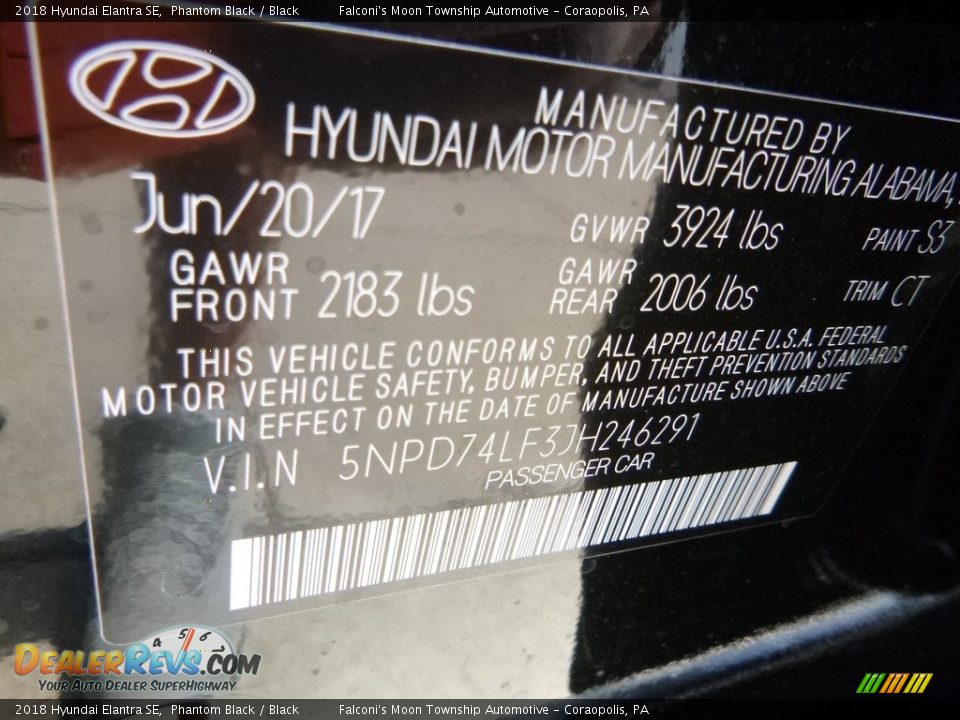 2018 Hyundai Elantra SE, Phantom Black / Black Falconi's Moon Township Automotive - Coraopolis, PA
MANUFACTURED BY
HYUNDAI MOTOR MANUFACTURING ALABAMA,
Jun/20/17
GVWR 3924 lbs
PAINT S3
GAWR FRONT 2183 lbs
GAWR REAR 2006 lbs
TRIM CT
THIS VEHICLE CONFORMS TO ALL APPLICABLE U.S.A. FEDERAL
MOTOR VEHICLE SAFETY, BUMPER, AND THEFT PREVENTION STANDARDS
IN EFFECT ON THE DATE OF MANUFACTURE SHOWN ABOVE
V.I.N 5NPD74LF3JH246291
PASSENGER CAR
4 5 6
DealerRevs.com
Your Auto Dealer SuperHighway
2018 Hyundai Elantra SE, Phantom Black / Black Falconi's Moon Township Automotive - Coraopolis, PA